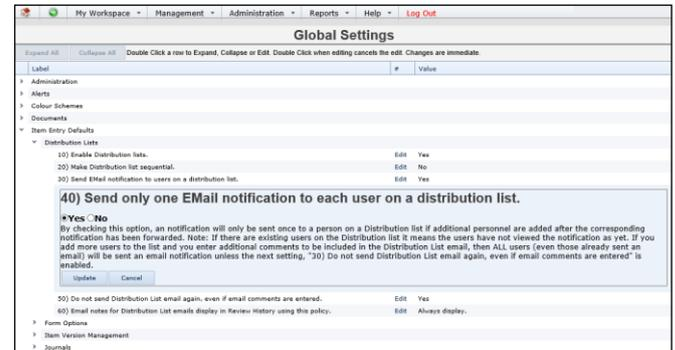 My Workspace Management Administration Reports Help Log Out
Global Settings
Expand All Collapse All Double Click a row to Expand, Collapse or Edit. Double Click when editing cancels the edit. Changes are immediate.
Label # Value
Administration
Alerts
Colour Schemes
Documents
Item Entry Defaults
Distribution Lists
10) Enable Distribution lists. Edit Yes
20) Make Distribution list sequential. Edit No
30) Send EMail notification to users on a distribution list. Edit Yes
40) Send only one EMail notification to each user on a distribution list.
Yes No
By checking this option, an notification will only be sent once to a person on a Distribution list if additional personnel are added after the corresponding
notification has been forwarded. Note: If there are existing users on the Distribution list it means the users have not viewed the notification as yet. If you
add more users to the list and you enter additional comments to be included in the Distribution List email, then ALL users (even those already sent an
email) will be sent an email notification unless the next setting, "30) Do not send Distribution List email again, even if email comments are entered" is
enabled.
Update Cancel
50) Do not send Distribution List email again, even if email comments are entered. Edit Yes
60) Email notes for Distribution List emails display in Review History using this policy. Edit Always display.
Form Options
Item Version Management
Journals